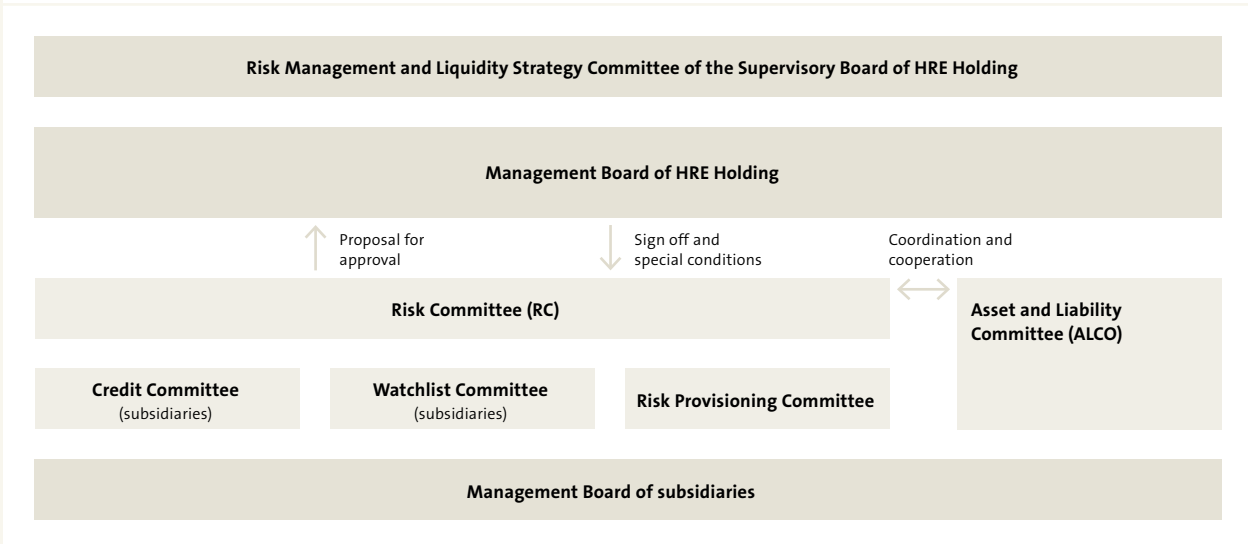 Risk Management and Liquidity Strategy Committee of the Supervisory Board of HRE Holding
Management Board of HRE Holding
Proposal for
approval
Sign off and
special conditions
Coordination and
cooperation
Risk Committee (RC)
Asset and Liability
Committee (ALCO)
Credit Committee
(subsidiaries)
Watchlist Committee
(subsidiaries)
Risk Provisioning Committee
Management Board of subsidiaries